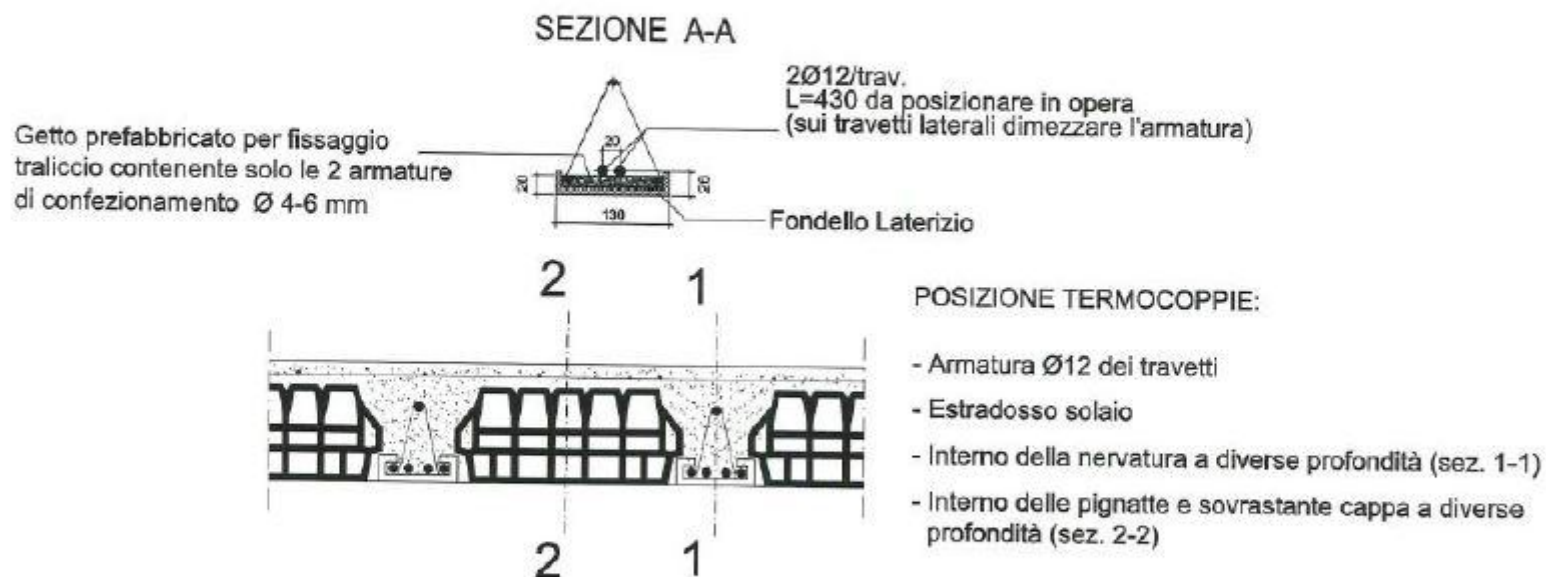 SEZIONE A-A
2Ø12/trav.
L=430 da posizionare in opera
(sui travetti laterali dimezzare l'armatura)
Getto prefabbricato per fissaggio
traliccio contenente solo le 2 armature
di confezionamento Ø 4-6 mm
20
26
26
130
Fondello Laterizio
2
1
POSIZIONE TERMOCOPPIE:
- Armatura Ø12 dei travetti
- Estradosso solaio
- Interno della nervatura a diverse profondità (sez. 1-1)
- Interno delle pignatte e sovrastante cappa a diverse
profondità (sez. 2-2)
2
1